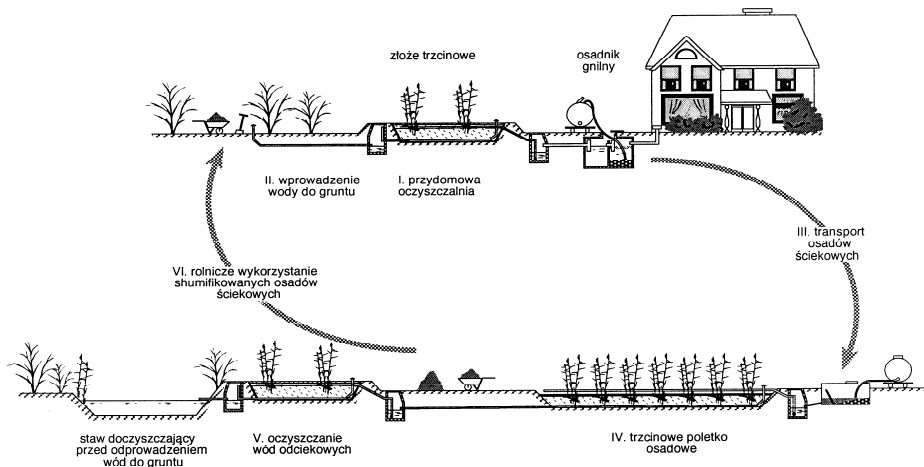 złoże trzcinowe
osadnik
gnilny
II. wprowadzenie
wody do gruntu
I. przydomowa
oczyszczalnia
III. transport
osadów
ściekowych
VI. rolnicze wykorzystanie
shumifikowanych osadów
ściekowych
staw doczyszczający
przed odprowadzeniem
wód do gruntu
V. oczyszczanie
wód odciekowych
IV. trzcinowe poletko
osadowe